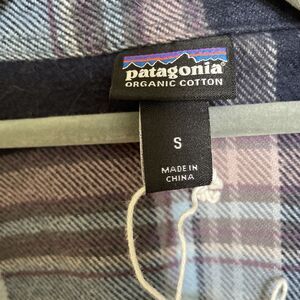 patagonia
ORGANIC COTTON
S
MADE IN
CHINA